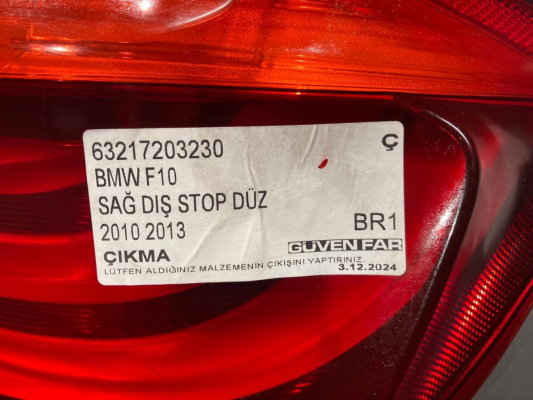 63217203230 Ç
BMW F10
SAĞ DIŞ STOP DÜZ
2010 2013 BR1
ÇIKMA GÜVEN FAR
LÜTFEN ALDIĞINIZ MALZEMENİN ÇIKIŞINI YAPTIRINIZ
3.12.2024